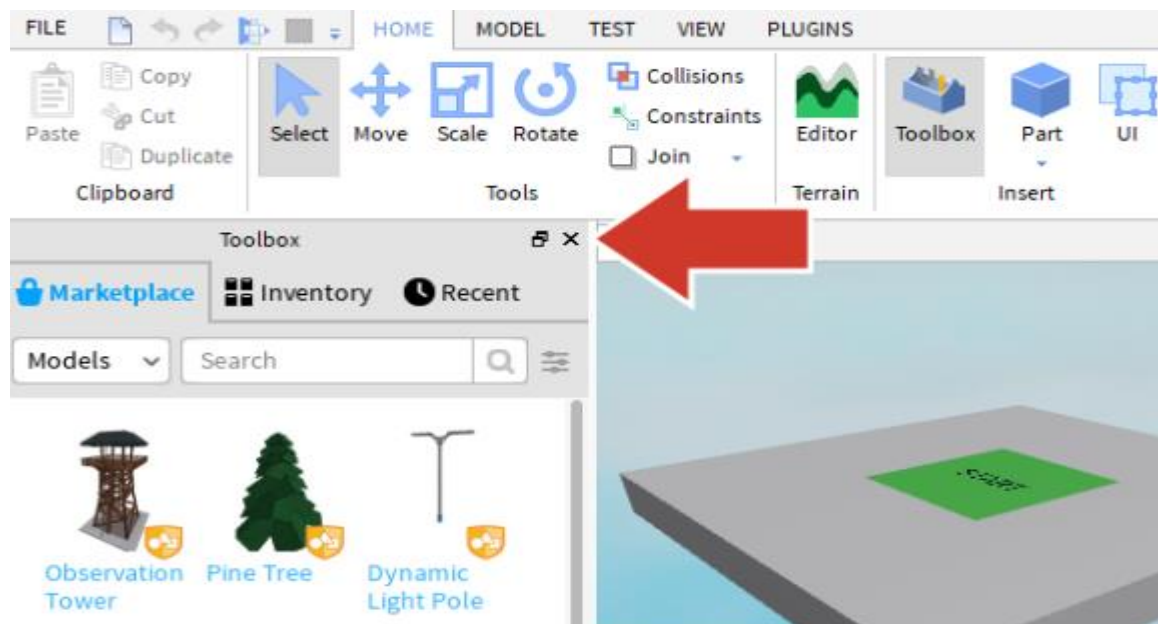 FILE HOME MODEL TEST VIEW PLUGINS
Copy Collisions
Cut Constraints
Paste Select Move Scale Rotate Editor Toolbox Part UI
Duplicate Join
Clipboard Tools Terrain Insert
Toolbox
Marketplace Inventory Recent
Models Search
Observation Pine Tree Dynamic
Tower Light Pole
START